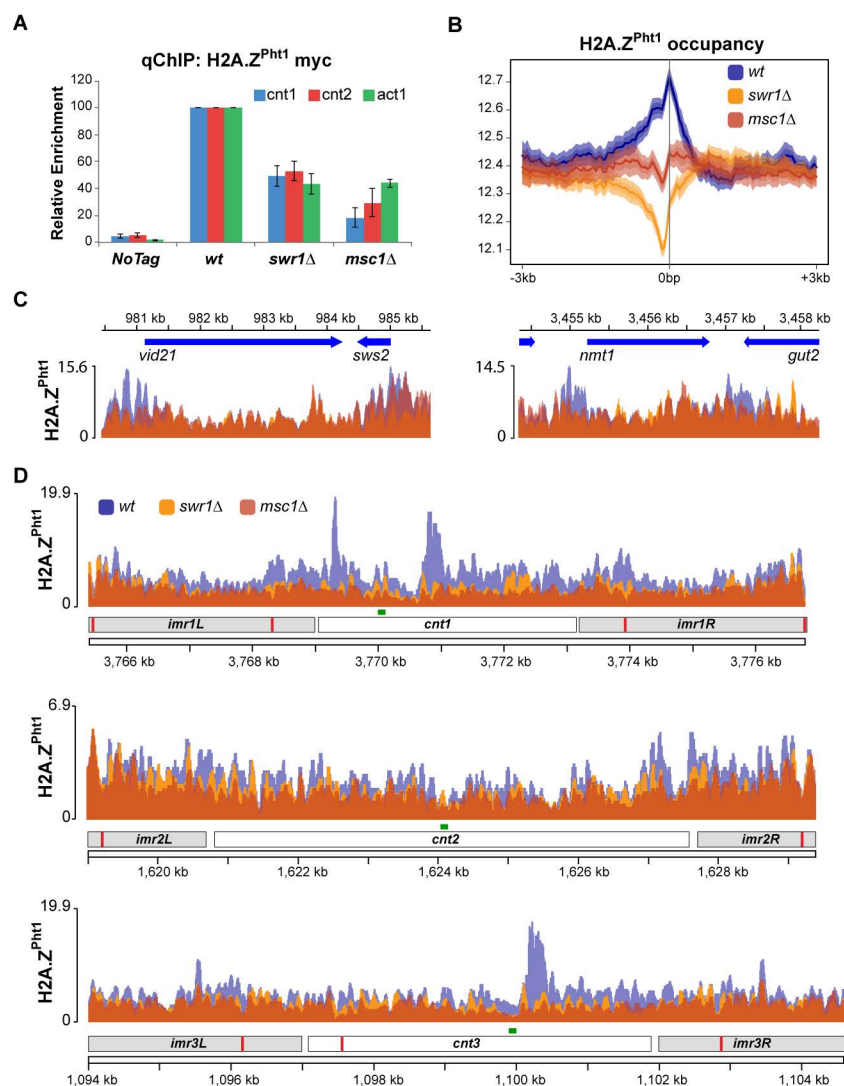 A
qChIP: H2A.Z^Pht1 myc
cnt1 cnt2 act1
Relative Enrichment
120
100
80
60
40
20
0
NoTag wt swr1Δ msc1Δ
B
H2A.Z^Pht1 occupancy
wt
swr1Δ
msc1Δ
12.7
12.6
12.5
12.4
12.3
12.2
12.1
-3kb 0bp +3kb
C
981 kb 982 kb 983 kb 984 kb 985 kb
vid21 sws2
H2A.Z^Pht1
15.6
0
3,455 kb 3,456 kb 3,457 kb 3,458 kb
nmt1 gut2
14.5
0
D
wt swr1Δ msc1Δ
H2A.Z^Pht1
19.9
0
imr1L cnt1 imr1R
3,766 kb 3,768 kb 3,770 kb 3,772 kb 3,774 kb 3,776 kb
H2A.Z^Pht1
6.9
0
imr2L cnt2 imr2R
1,620 kb 1,622 kb 1,624 kb 1,626 kb 1,628 kb
H2A.Z^Pht1
19.9
0
imr3L cnt3 imr3R
1,094 kb 1,096 kb 1,098 kb 1,100 kb 1,102 kb 1,104 kb